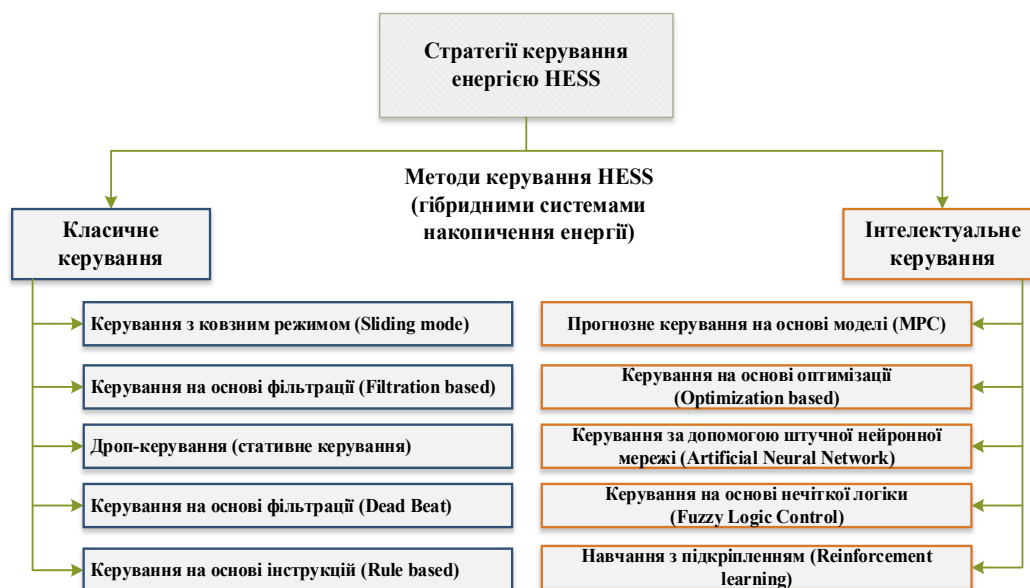 Стратегії керування
енергією HESS
Методи керування HESS
(гібридними системами
накопичення енергії)
Класичне
керування
Інтелектуальне
керування
Керування з ковзним режимом (Sliding mode)
Керування на основі фільтрації (Filtration based)
Дроп-керування (стативне керування)
Керування на основі фільтрації (Dead Beat)
Керування на основі інструкцій (Rule based)
Прогнозне керування на основі моделі (MPC)
Керування на основі оптимізації
(Optimization based)
Керування за допомогою штучної нейронної
мережі (Artificial Neural Network)
Керування на основі нечіткої логіки
(Fuzzy Logic Control)
Навчання з підкріпленням (Reinforcement
learning)